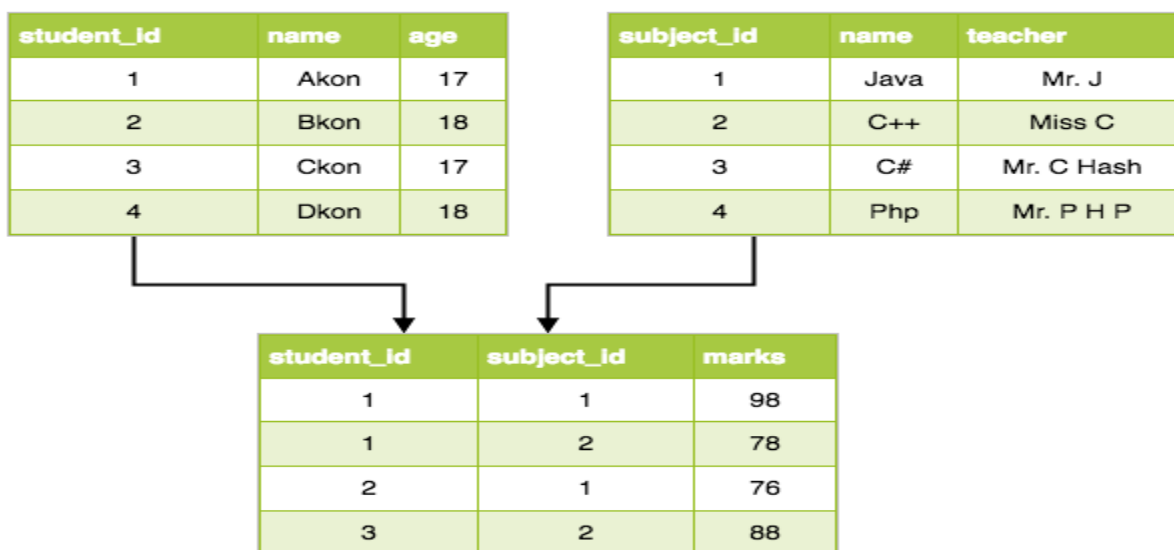 student_id name age
1 Akon 17
2 Bkon 18
3 Ckon 17
4 Dkon 18
subject_id name teacher
1 Java Mr. J
2 C++ Miss C
3 C# Mr. C Hash
4 Php Mr. P H P
student_id subject_id marks
1 1 98
1 2 78
2 1 76
3 2 88